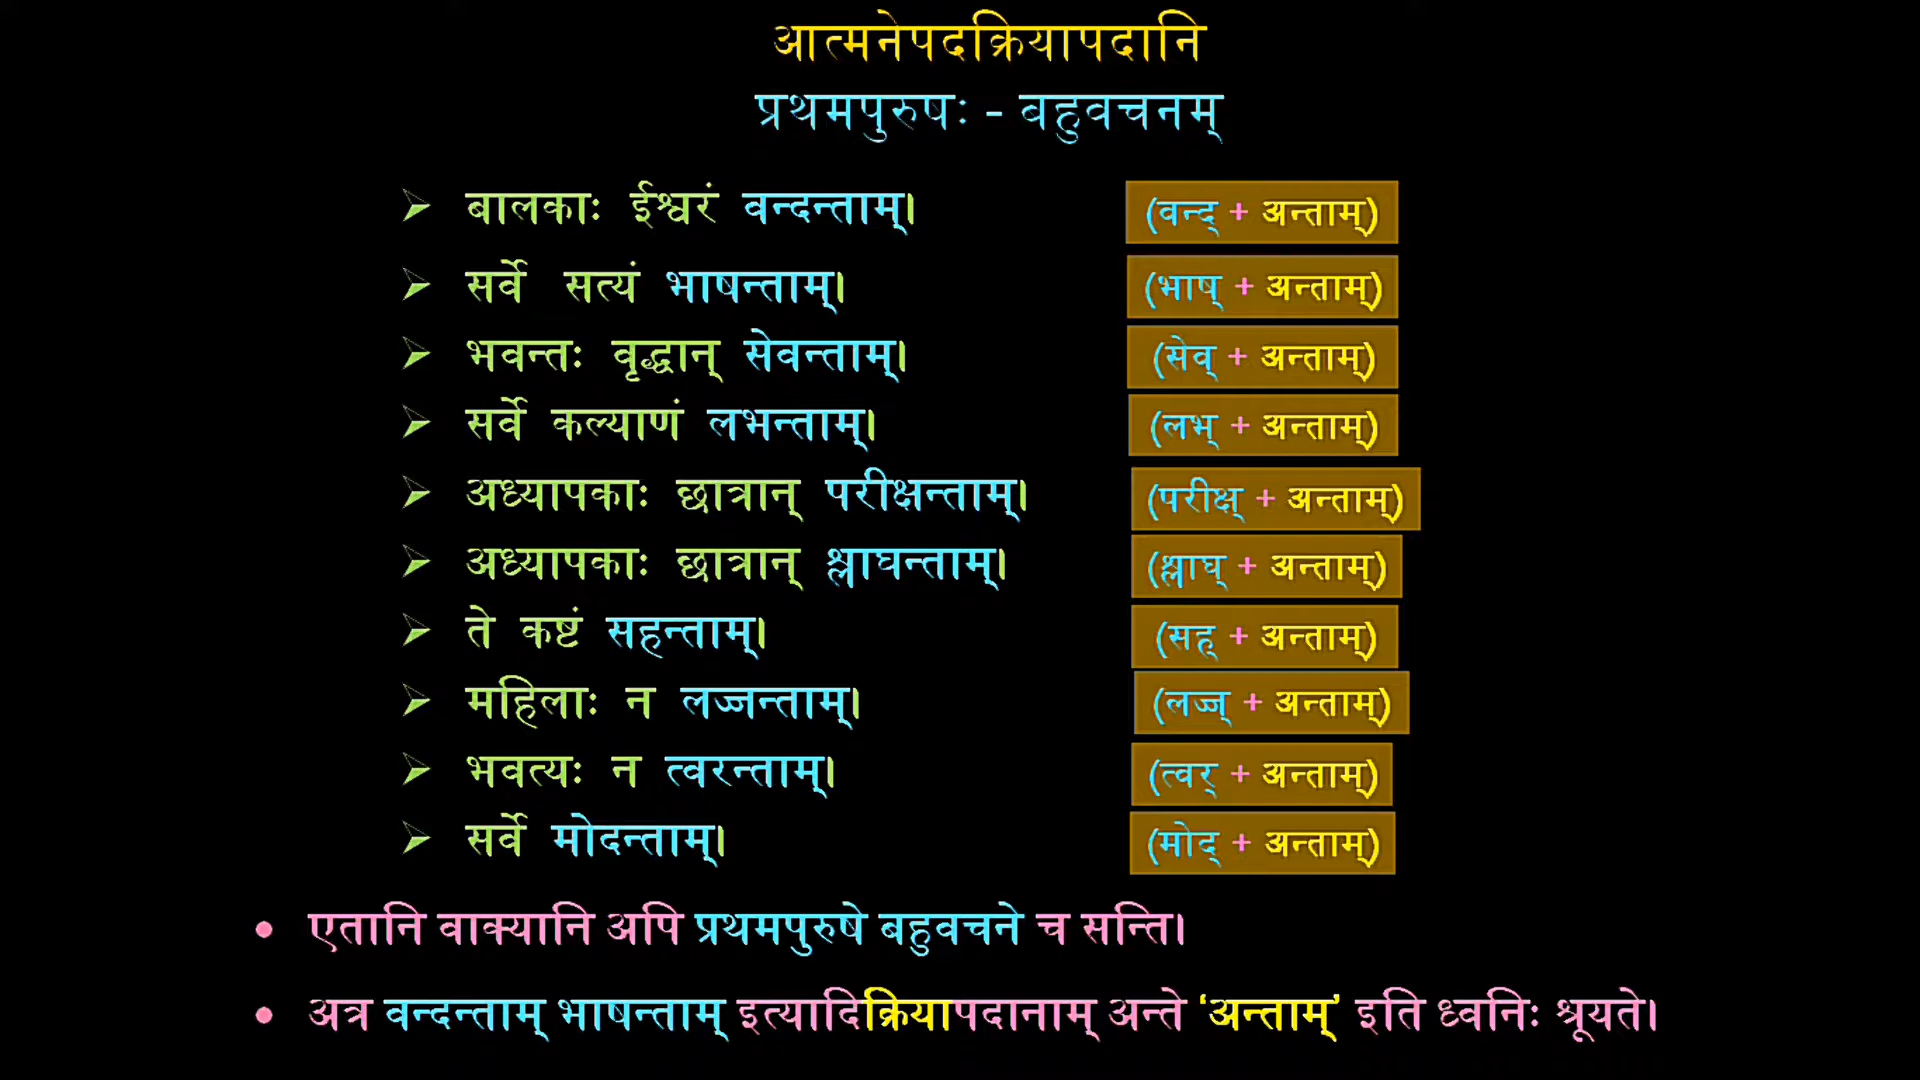 आत्मनेपदक्रियापदानि
प्रथमपुरुषः - बहुवचनम्
➢ बालकाः ईश्वरं वन्दन्ताम्। (वन्द् + अन्ताम्)
➢ सर्वे सत्यं भाषन्ताम्। (भाष् + अन्ताम्)
➢ भवन्तः वृद्धान् सेवन्ताम्। (सेव् + अन्ताम्)
➢ सर्वे कल्याणं लभन्ताम्। (लभ् + अन्ताम्)
➢ अध्यापकाः छात्रान् परीक्षन्ताम्। (परीक्ष् + अन्ताम्)
➢ अध्यापकाः छात्रान् श्लाघन्ताम्। (श्लाघ् + अन्ताम्)
➢ ते कष्टं सहन्ताम्। (सह् + अन्ताम्)
➢ महिलाः न लज्जन्ताम्। (लज्ज् + अन्ताम्)
➢ भवत्यः न त्वरन्ताम्। (त्वर् + अन्ताम्)
➢ सर्वे मोदन्ताम्। (मोद् + अन्ताम्)
• एतानि वाक्यानि अपि प्रथमपुरुषे बहुवचने च सन्ति।
• अत्र वन्दन्ताम् भाषन्ताम् इत्यादिक्रियापदानाम् अन्ते ‘अन्ताम्’ इति ध्वनिः श्रूयते।